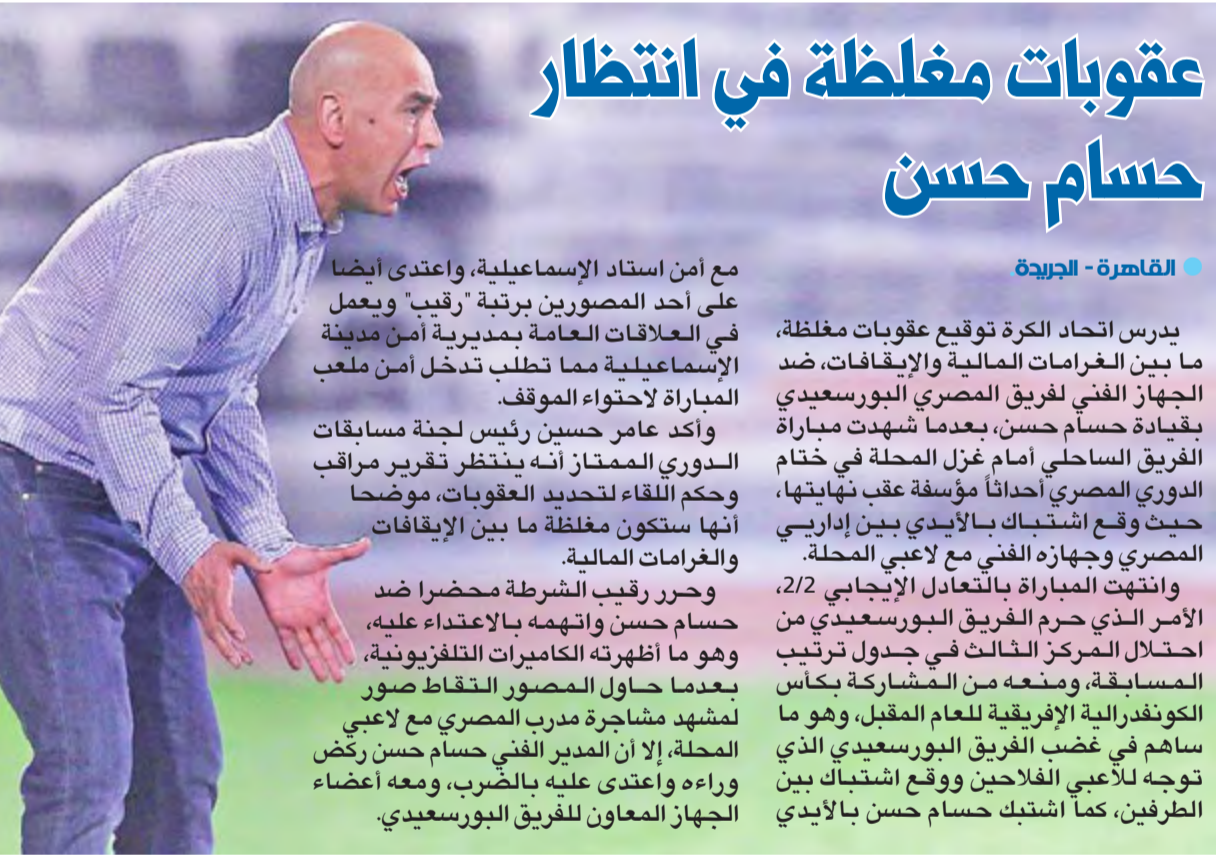 عقوبات مغلظة في انتظار
حسام حسن
القاهرة - الجريدة
يدرس اتحاد الكرة توقيع عقوبات مغلظة،
ما بين الغرامات المالية والإيقافات، ضد
الجهاز الفني لفريق المصري البورسعيدي
بقيادة حسام حسن، بعدما شهدت مباراة
الفريق الساحلي أمام غزل المحلة في ختام
الدوري المصري أحداثاً مؤسفة عقب نهايتها،
حيث وقع اشتباك بالأيدي بين إداريي
المصري وجهازه الفني مع لاعبي المحلة.
وانتهت المباراة بالتعادل الإيجابي 2/2،
الأمر الذي حرم الفريق البورسعيدي من
احتلال المركز الثالث في جدول ترتيب
المسابقة، ومنعه من المشاركة بكأس
الكونفدرالية الإفريقية للعام المقبل، وهو ما
ساهم في غضب الفريق البورسعيدي الذي
توجه للاعبي الفلاحين ووقع اشتباك بين
الطرفين، كما اشتبك حسام حسن بالأيدي
مع أمن استاد الإسماعيلية، واعتدى أيضا
على أحد المصورين برتبة "رقيب" ويعمل
في العلاقات العامة بمديرية أمن مدينة
الإسماعيلية مما تطلب تدخل أمن ملعب
المباراة لاحتواء الموقف.
وأكد عامر حسين رئيس لجنة مسابقات
الدوري الممتاز أنه ينتظر تقرير مراقب
وحكم اللقاء لتحديد العقوبات، موضحا
أنها ستكون مغلظة ما بين الإيقافات
والغرامات المالية.
وحرر رقيب الشرطة محضرا ضد
حسام حسن واتهمه بالاعتداء عليه،
وهو ما أظهرته الكاميرات التلفزيونية،
بعدما حاول المصور التقاط صور
لمشهد مشاجرة مدرب المصري مع لاعبي
المحلة، إلا أن المدير الفني حسام حسن ركض
وراءه واعتدى عليه بالضرب، ومعه أعضاء
الجهاز المعاون للفريق البورسعيدي.